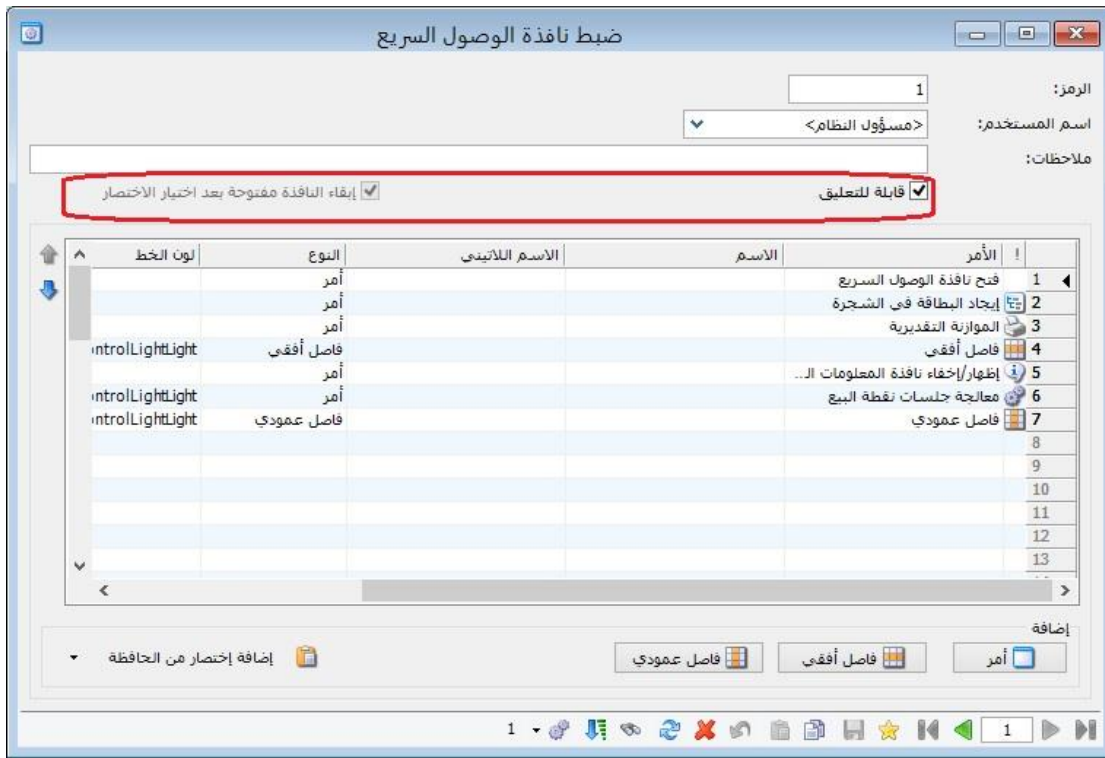 ضبط نافذة الوصول السريع
الرمز: 1
اسم المستخدم: <مسؤول النظام>
ملاحظات:
قابلة للتعليق إبقاء النافذة مفتوحة بعد اختيار الاختصار
! الأمر الاسم الاسم اللاتيني النوع لون الخط
1 فتح نافذة الوصول السريع أمر
2 إيجاد البطاقة في الشجرة أمر
3 الموازنة التقديرية أمر
4 فاصل أفقي فاصل أفقي ontrolLightLight
5 إظهار/إخفاء نافذة المعلومات الـ... أمر
6 معالجة جلسات نقطة البيع أمر ontrolLightLight
7 فاصل عمودي فاصل عمودي ontrolLightLight
8
9
10
11
12
13
إضافة
أمر فاصل أفقي فاصل عمودي إضافة إختصار من الحافظة
1 1